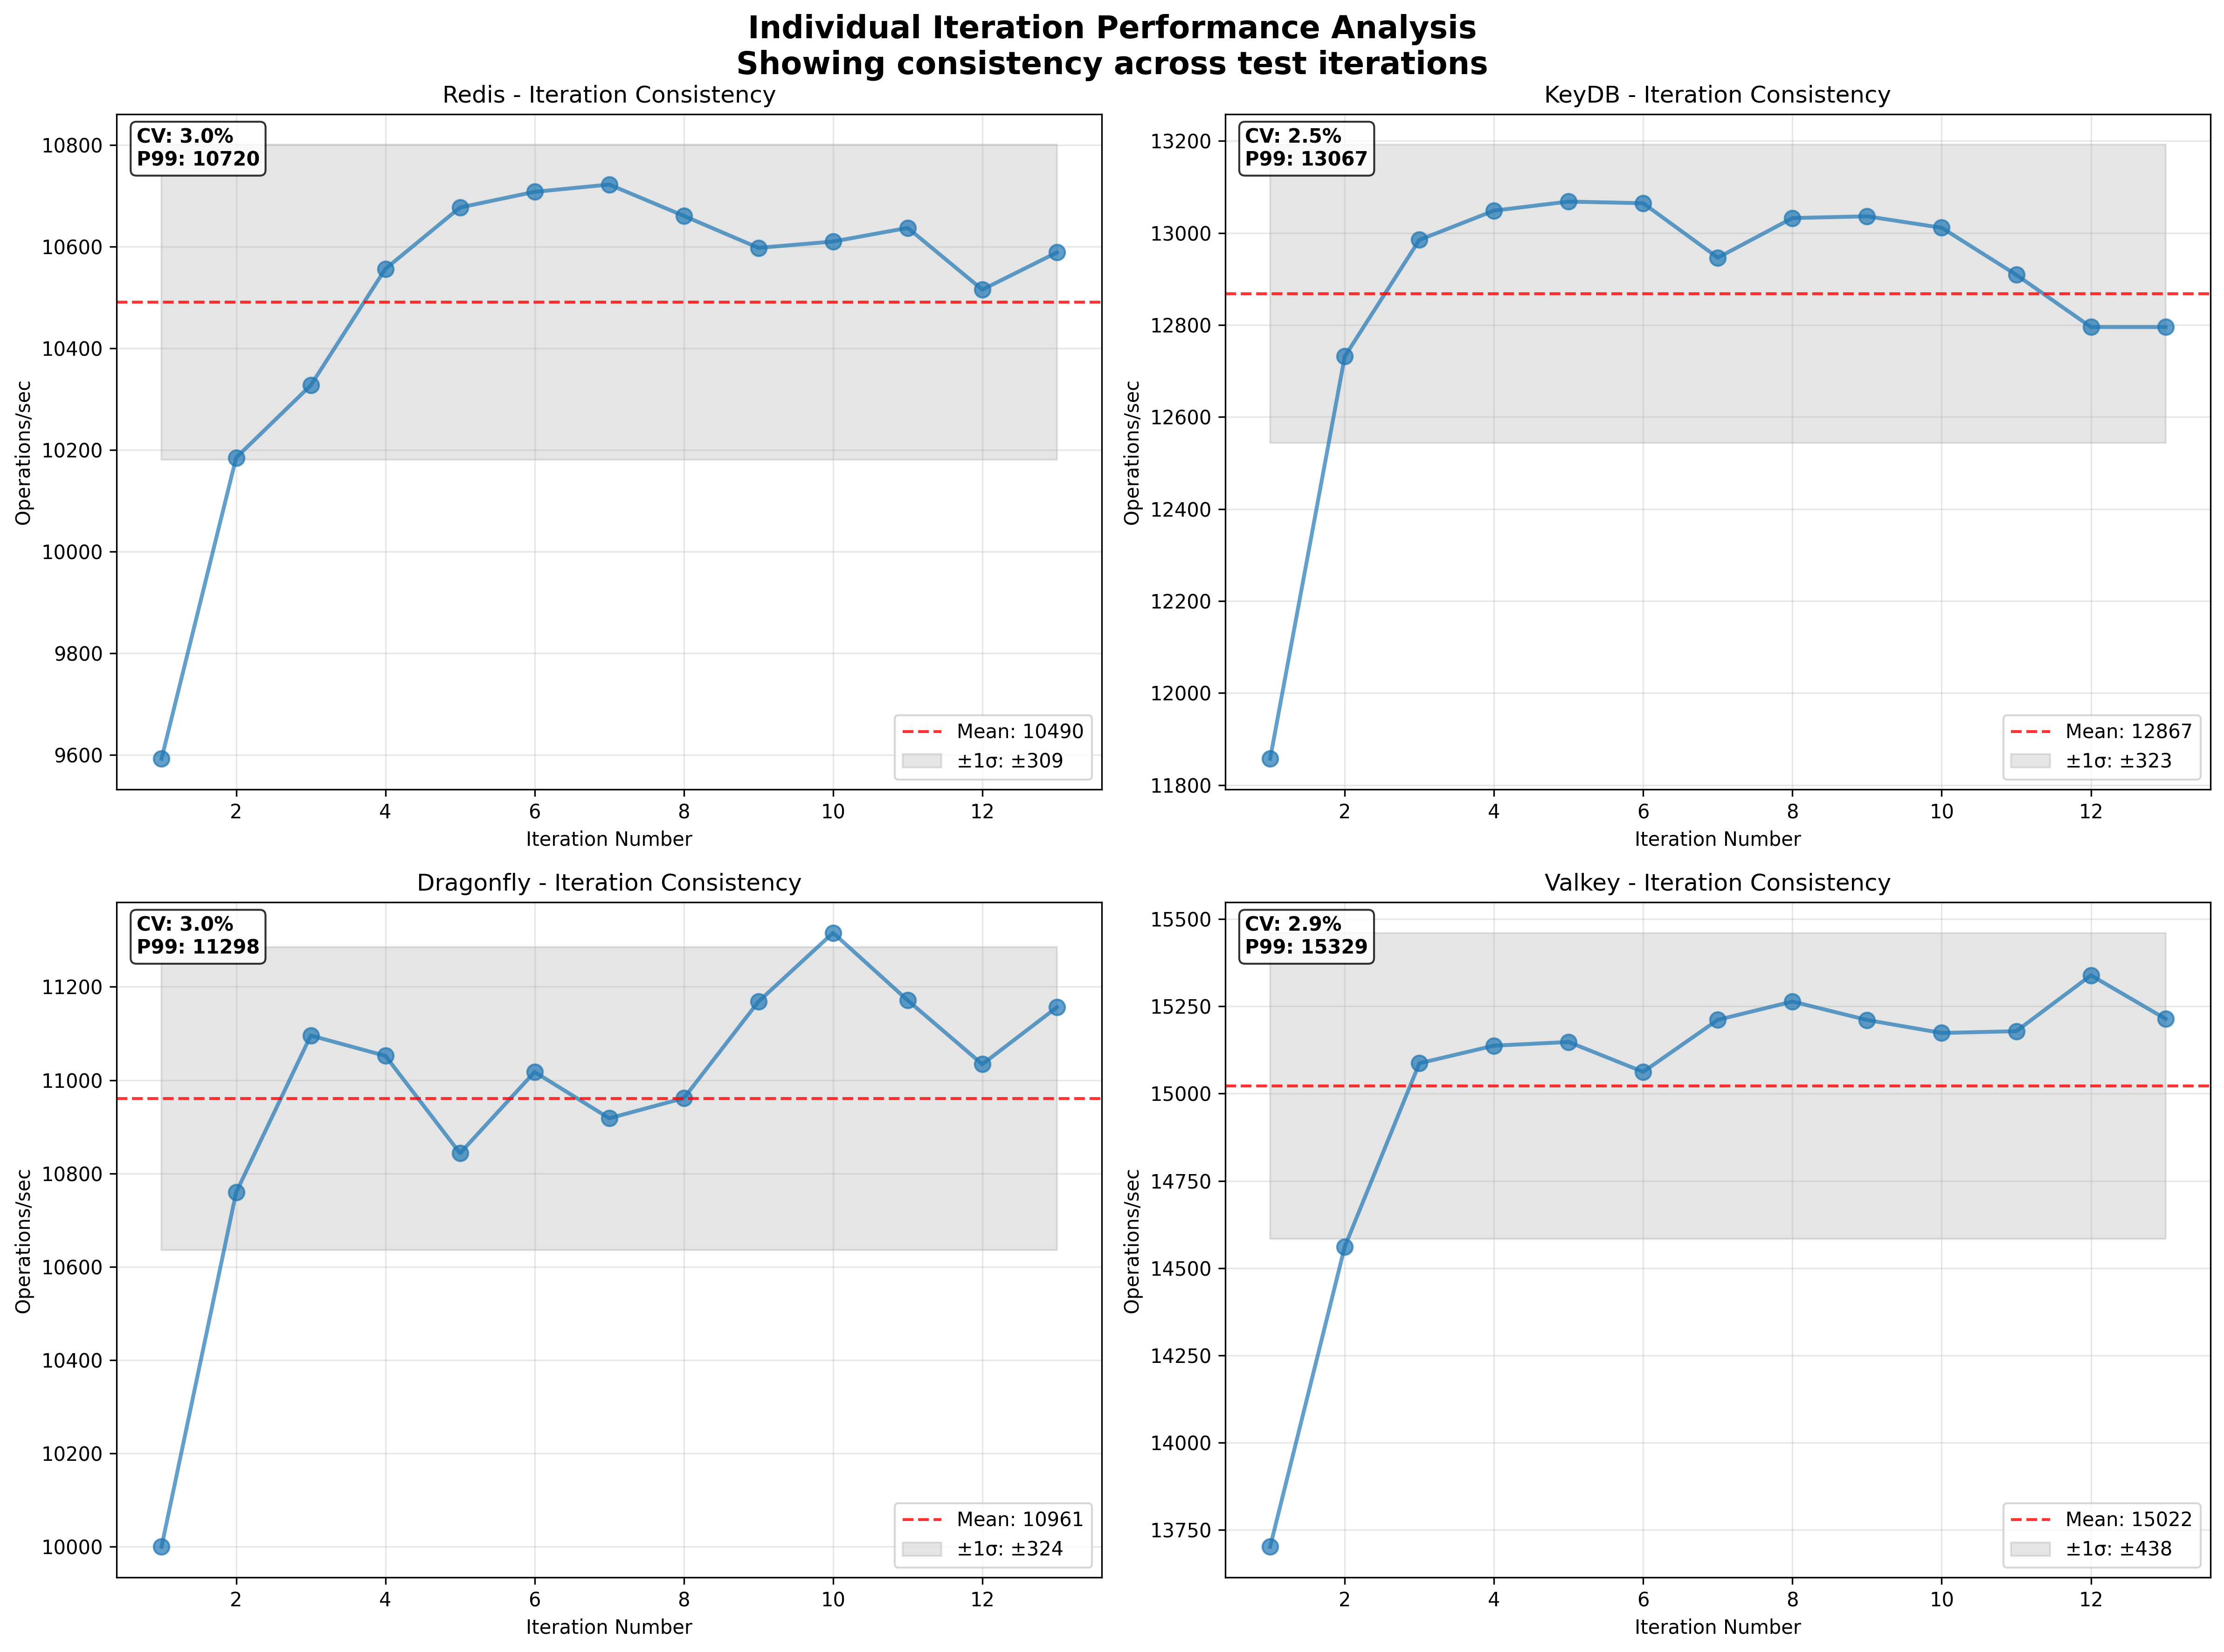 Individual Iteration Performance Analysis
Showing consistency across test iterations
Redis - Iteration Consistency
CV: 3.0%
P99: 10720
10800
10600
10400
10200
10000
9800
9600
Operations/sec
Mean: 10490
±1σ: ±309
2 4 6 8 10 12
Iteration Number
KeyDB - Iteration Consistency
CV: 2.5%
P99: 13067
13200
13000
12800
12600
12400
12200
12000
11800
Operations/sec
Mean: 12867
±1σ: ±323
2 4 6 8 10 12
Iteration Number
Dragonfly - Iteration Consistency
CV: 3.0%
P99: 11298
11200
11000
10800
10600
10400
10200
10000
Operations/sec
Mean: 10961
±1σ: ±324
2 4 6 8 10 12
Iteration Number
Valkey - Iteration Consistency
CV: 2.9%
P99: 15329
15500
15250
15000
14750
14500
14250
14000
13750
Operations/sec
Mean: 15022
±1σ: ±438
2 4 6 8 10 12
Iteration Number